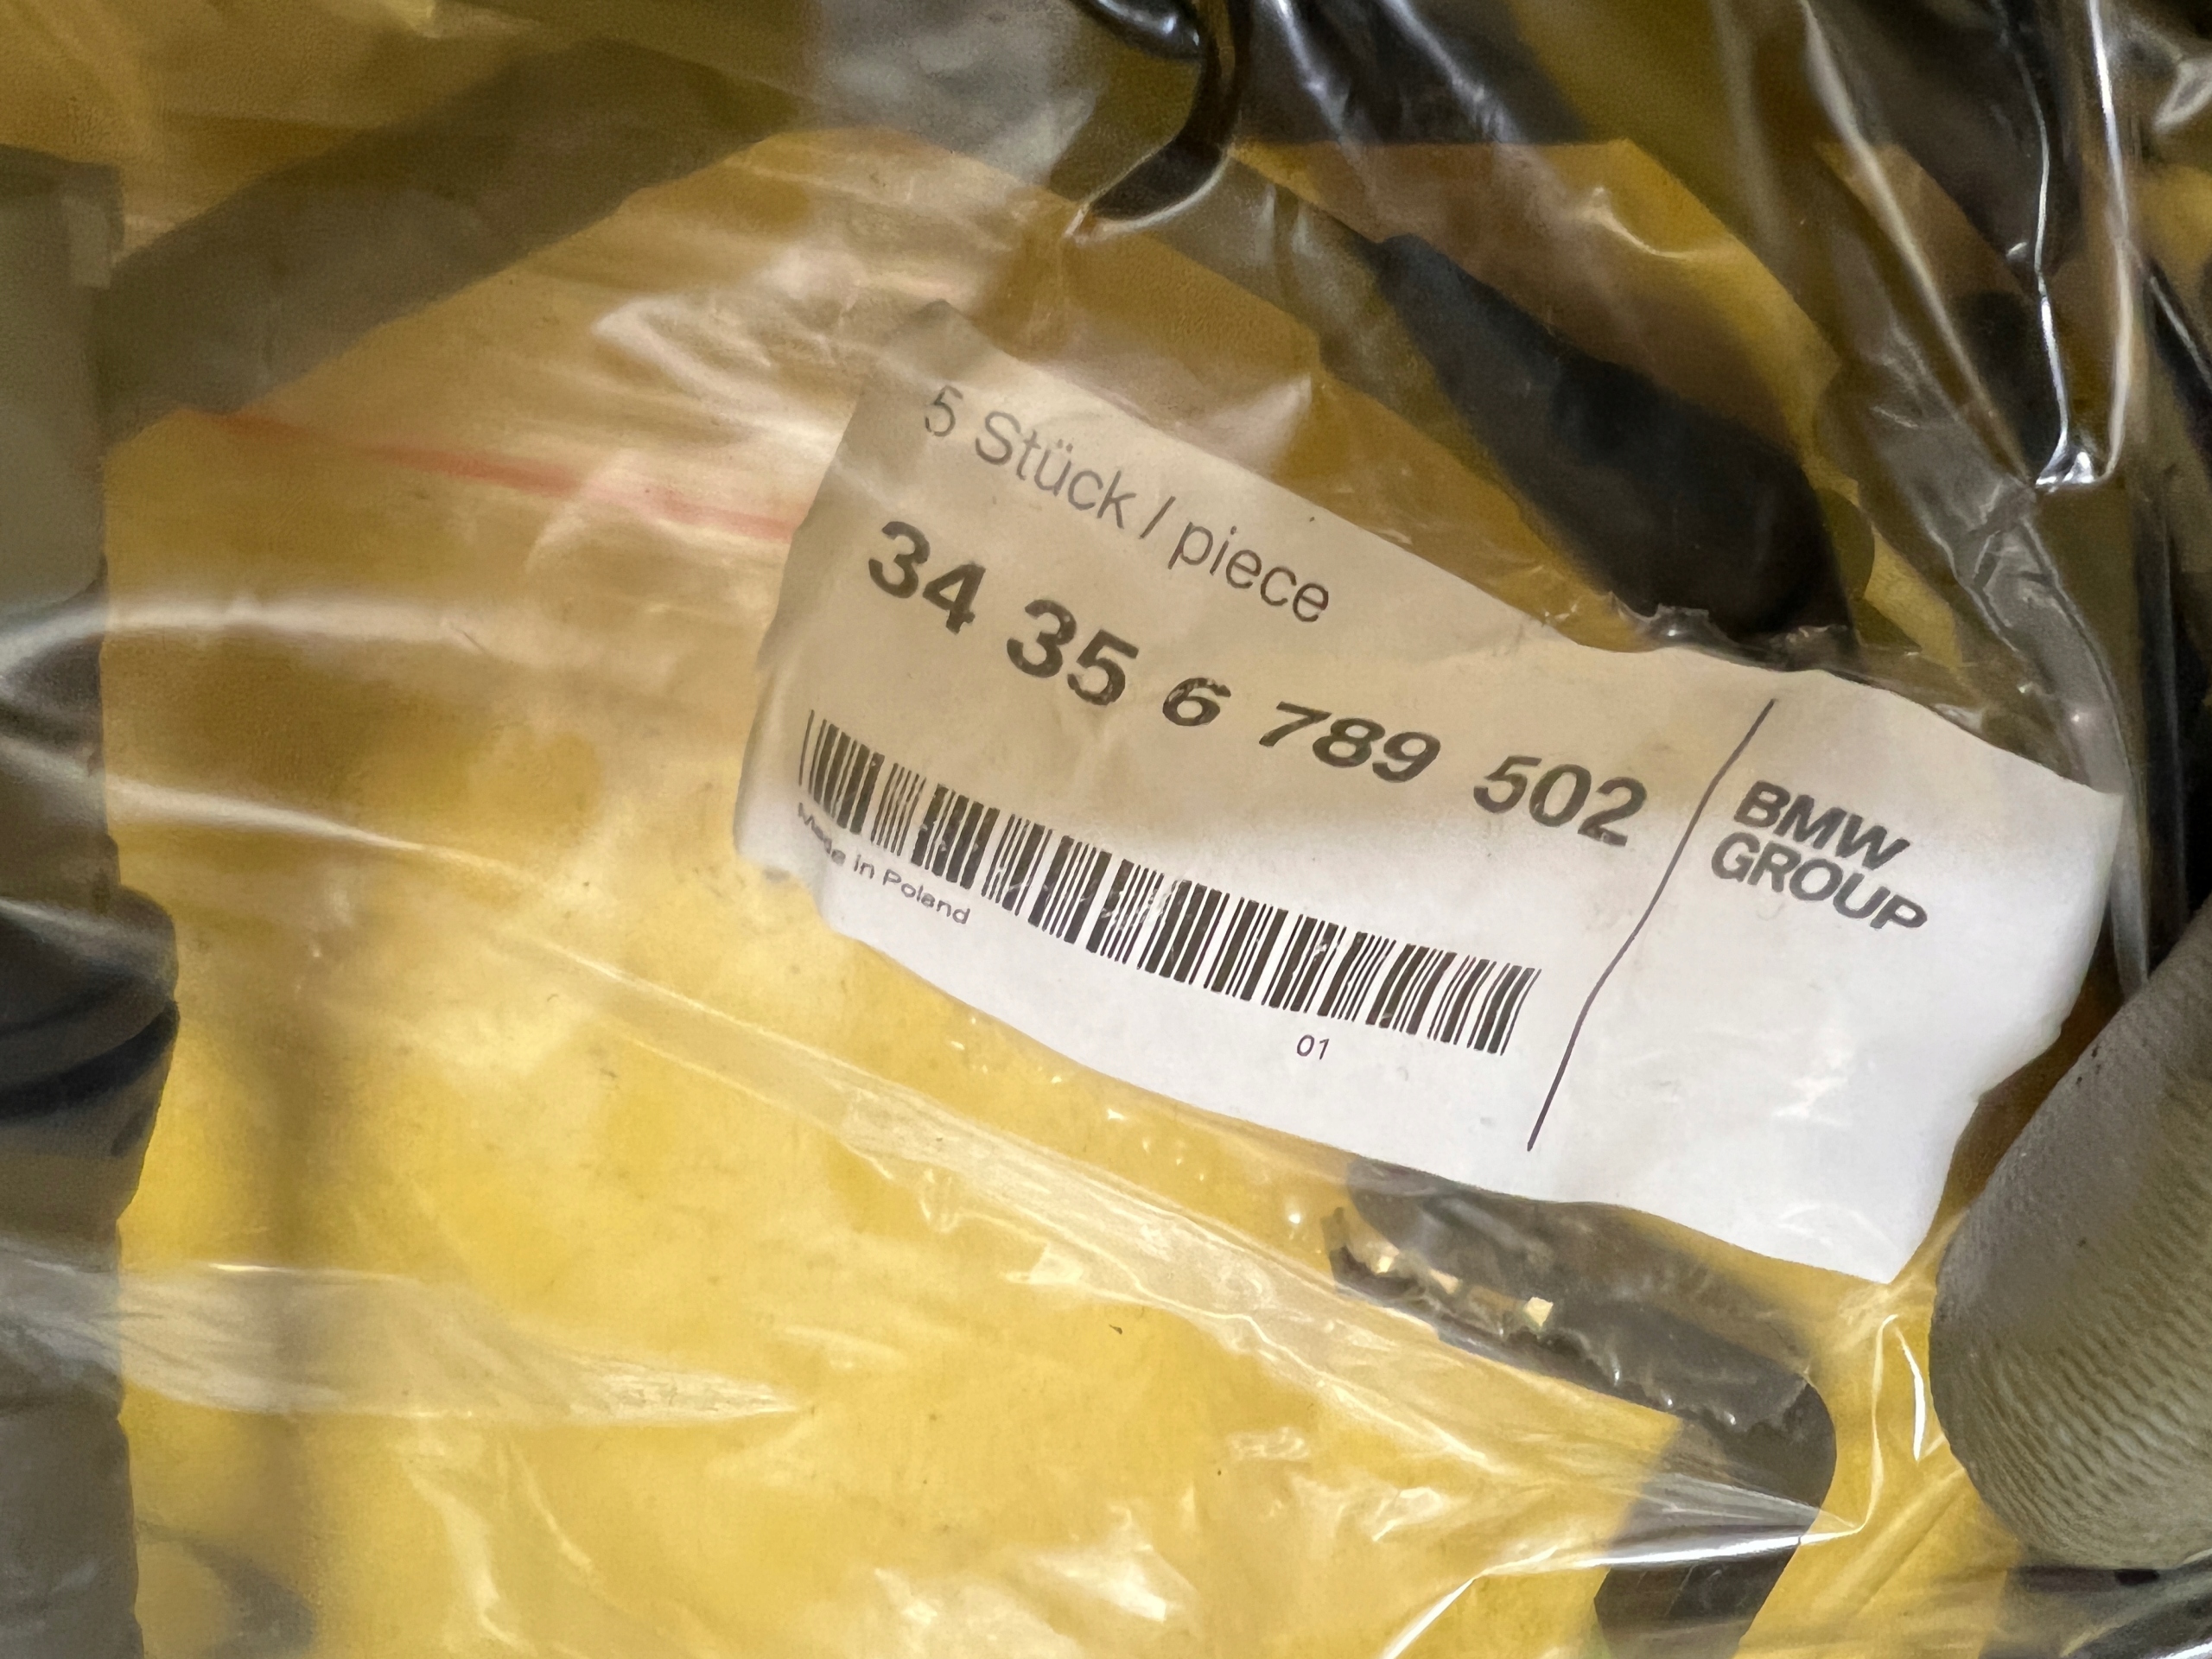 5 Stück / piece
34 35 6 789 502
Made in Poland
01
BMW
GROUP